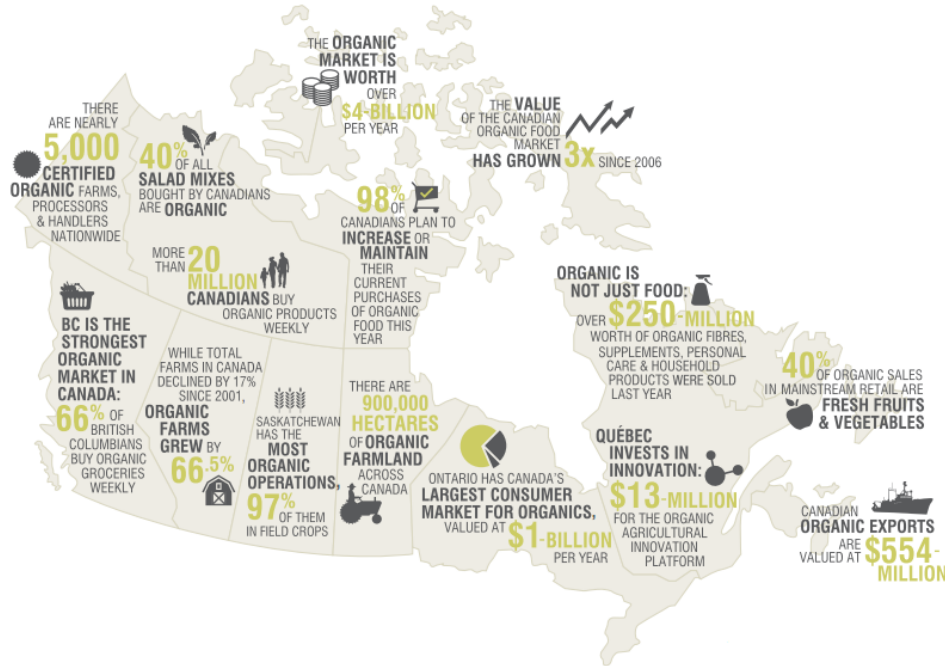 THE ORGANIC
MARKET IS
WORTH
OVER
$4-BILLION
PER YEAR
THE VALUE
OF THE CANADIAN
ORGANIC FOOD
MARKET
HAS GROWN 3x SINCE 2006
THERE
ARE NEARLY
5,000
CERTIFIED
ORGANIC FARMS,
PROCESSORS
& HANDLERS
NATIONWIDE
40% OF ALL
SALAD MIXES
BOUGHT BY CANADIANS
ARE ORGANIC
98% OF
CANADIANS PLAN TO
INCREASE OR
MAINTAIN
THEIR
CURRENT
PURCHASES
OF ORGANIC
FOOD THIS
YEAR
MORE
THAN 20
MILLION
CANADIANS BUY
ORGANIC PRODUCTS
WEEKLY
ORGANIC IS
NOT JUST FOOD:
OVER $250-MILLION
WORTH OF ORGANIC FIBRES,
SUPPLEMENTS, PERSONAL
CARE & HOUSEHOLD
PRODUCTS WERE SOLD
LAST YEAR
BC IS THE
STRONGEST
ORGANIC
MARKET IN
CANADA:
66% OF
BRITISH
COLUMBIANS
BUY ORGANIC
GROCERIES
WEEKLY
WHILE TOTAL
FARMS IN CANADA
DECLINED BY 17%
SINCE 2001,
ORGANIC
FARMS
GREW BY
66.5%
SASKATCHEWAN
HAS THE
MOST
ORGANIC
OPERATIONS,
97%
OF THEM
IN FIELD CROPS
THERE ARE
900,000
HECTARES
OF ORGANIC
FARMLAND
ACROSS
CANADA
40%
OF ORGANIC SALES
IN MAINSTREAM RETAIL ARE
FRESH FRUITS
& VEGETABLES
ONTARIO HAS CANADA'S
LARGEST CONSUMER
MARKET FOR ORGANICS,
VALUED AT $1-BILLION
PER YEAR
QUÉBEC
INVESTS IN
INNOVATION:
$13-MILLION
FOR THE ORGANIC
AGRICULTURAL
INNOVATION
PLATFORM
CANADIAN
ORGANIC EXPORTS
ARE
VALUED AT $554-
MILLION